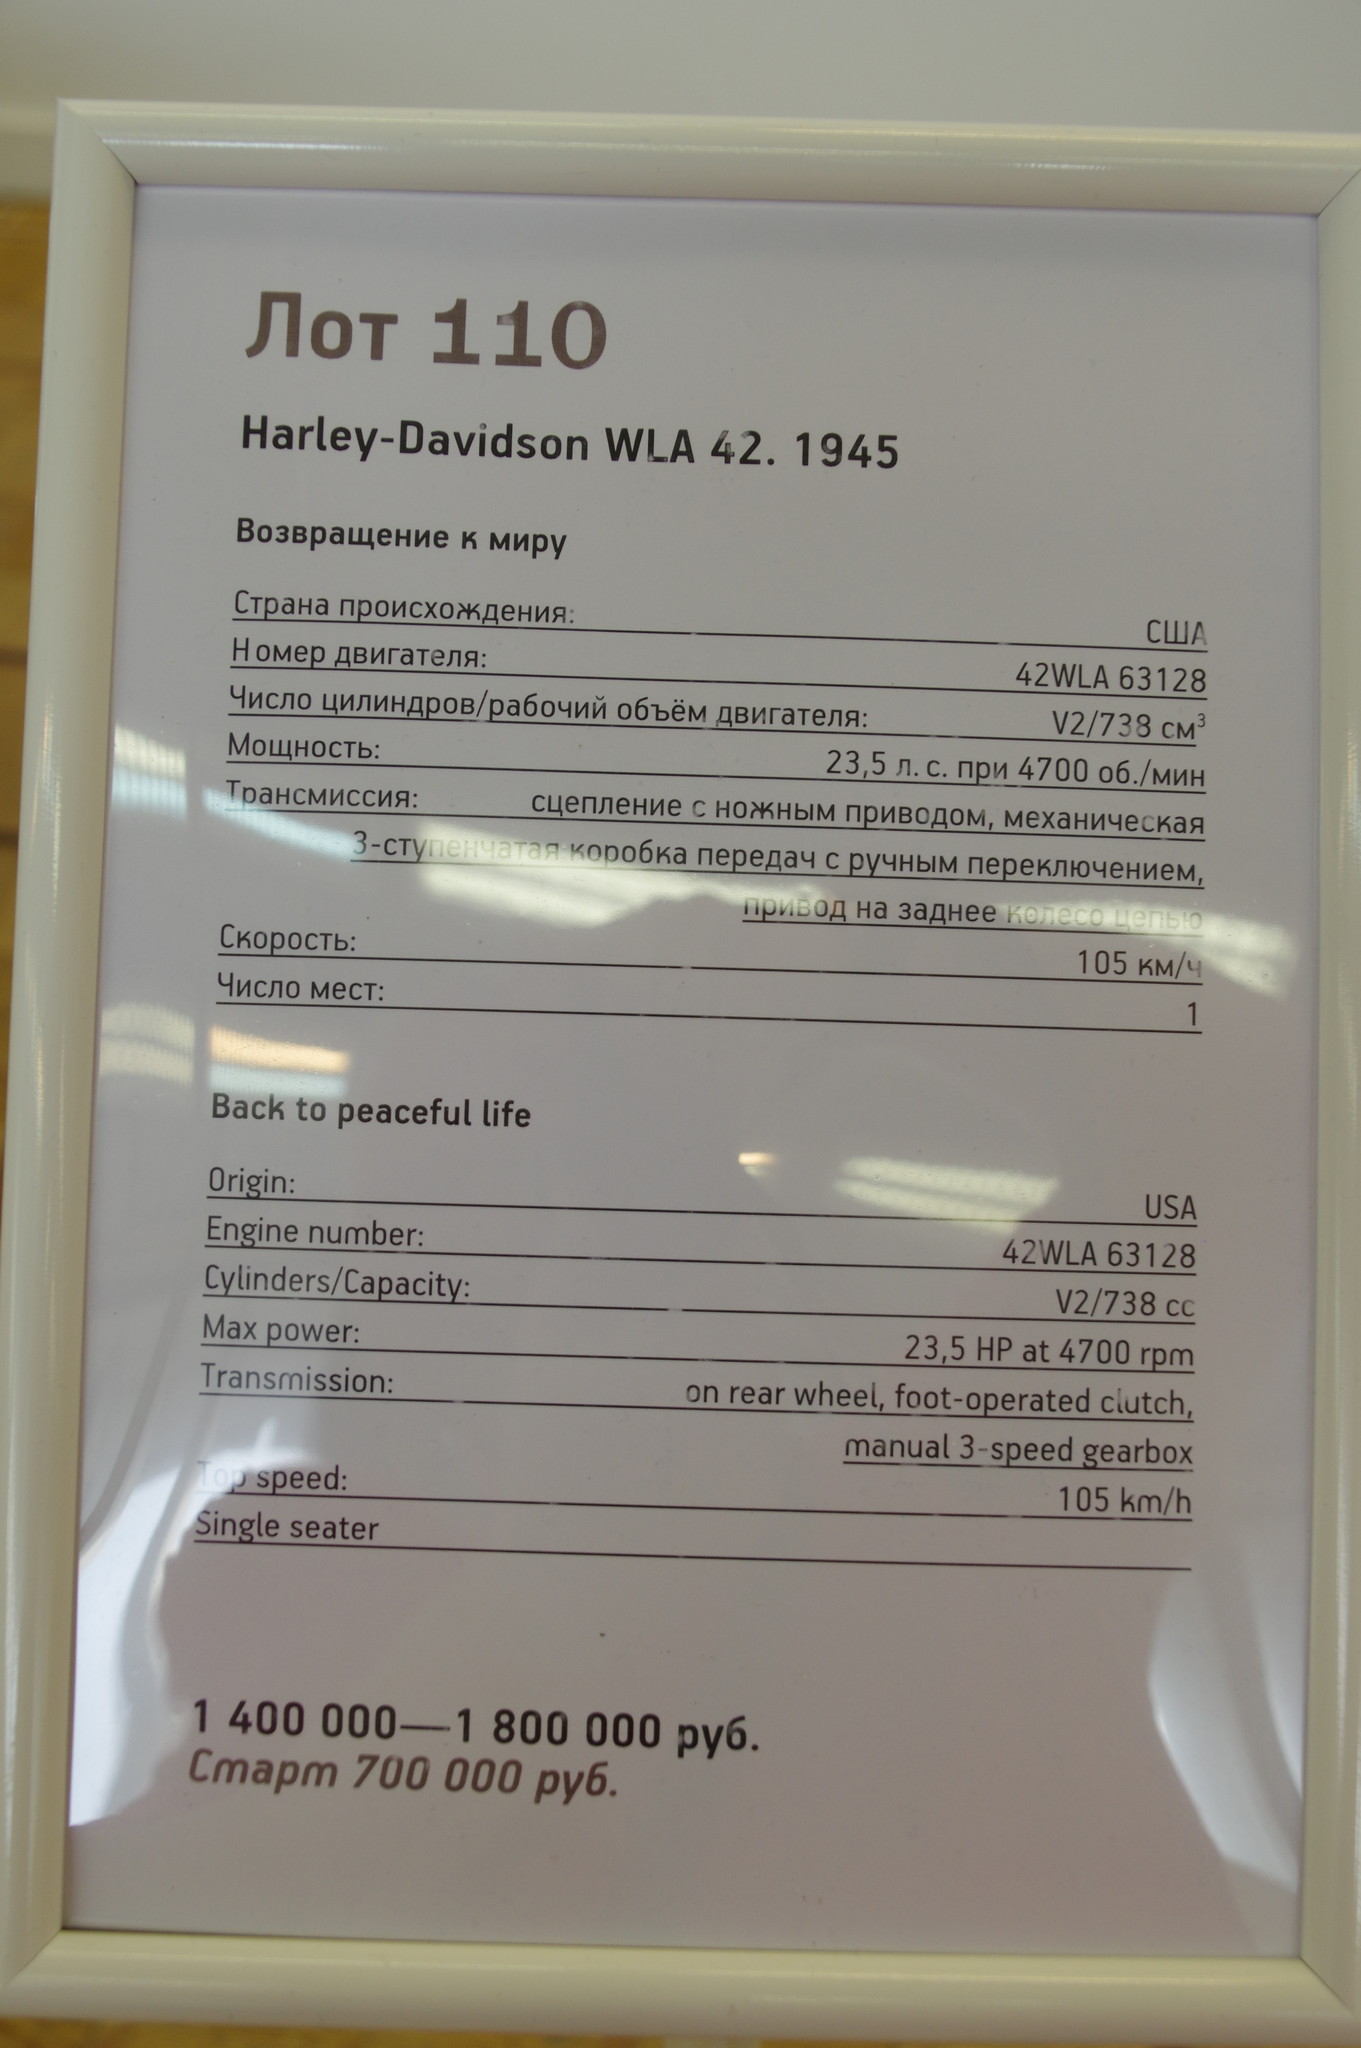 Лот 110
Harley-Davidson WLA 42. 1945
Возвращение к миру
Страна происхождения: США
Номер двигателя: 42WLA 63128
Число цилиндров/рабочий объём двигателя: V2/738 см³
Мощность: 23,5 л. с. при 4700 об./мин
Трансмиссия: сцепление с ножным приводом, механическая
3-ступенчатая коробка передач с ручным переключением,
привод на заднее колесо цепью
Скорость: 105 км/ч
Число мест: 1
Back to peaceful life
Origin: USA
Engine number: 42WLA 63128
Cylinders/Capacity: V2/738 cc
Max power: 23,5 HP at 4700 rpm
Transmission: on rear wheel, foot-operated clutch,
manual 3-speed gearbox
Top speed: 105 km/h
Single seater
1 400 000—1 800 000 руб.
Старт 700 000 руб.